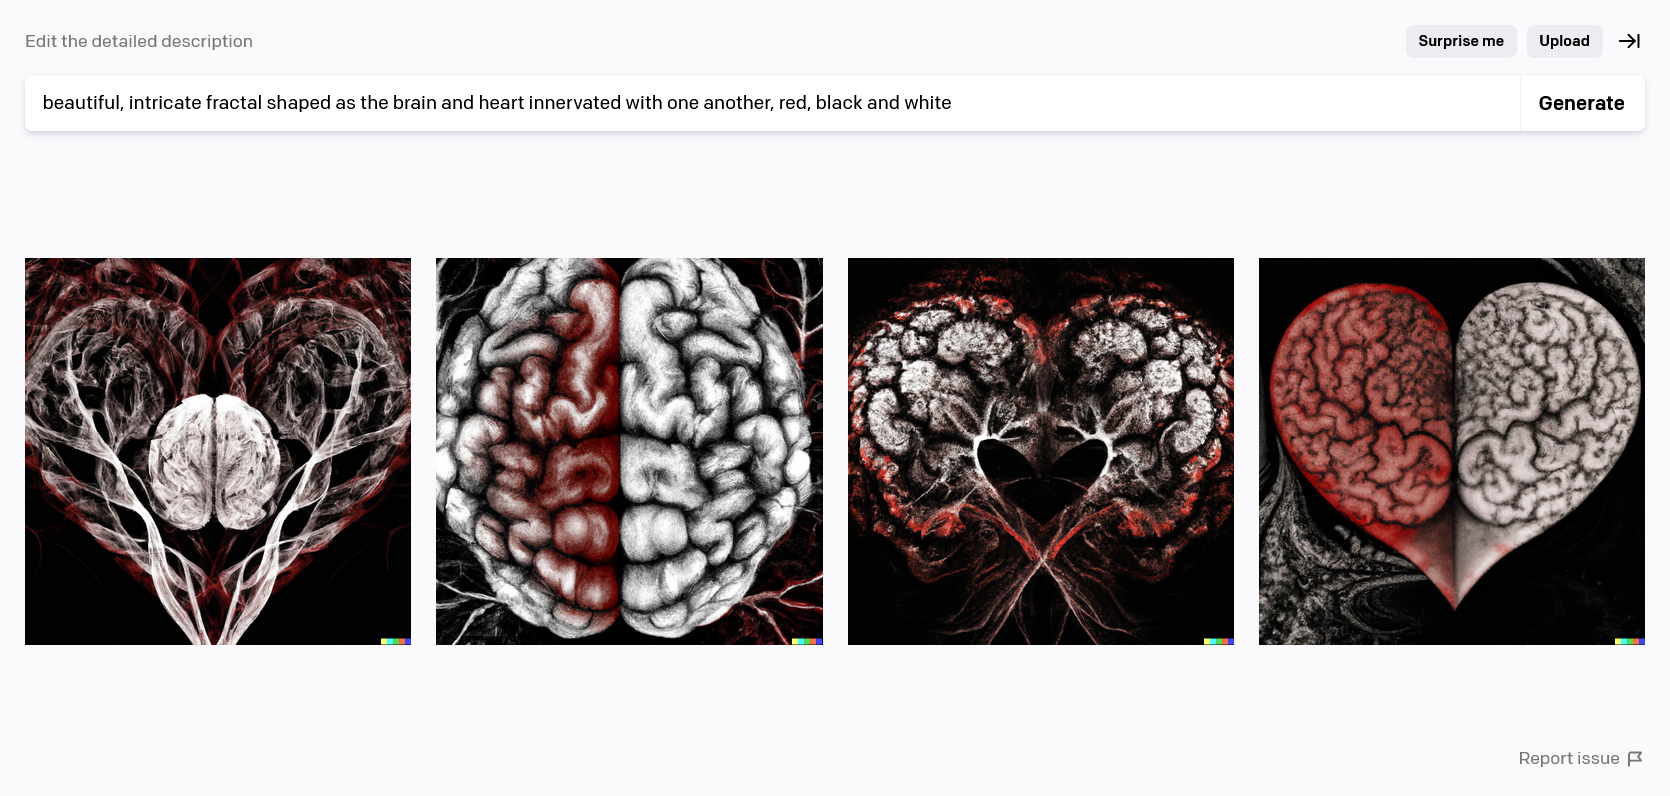 Edit the detailed description
Surprise me
Upload
beautiful, intricate fractal shaped as the brain and heart innervated with one another, red, black and white
Generate
Report issue